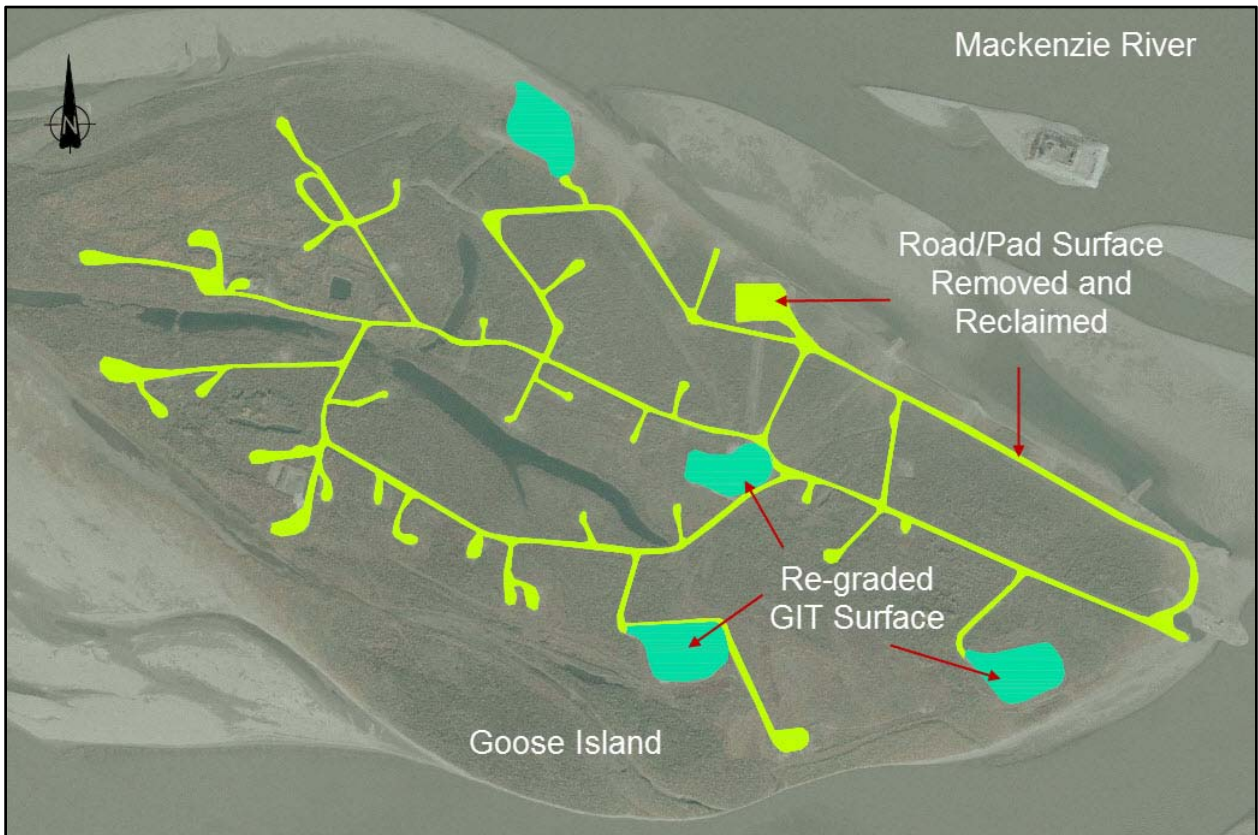 Mackenzie River
N
Road/Pad Surface
Removed and
Reclaimed
Re-graded
GIT Surface
Goose Island